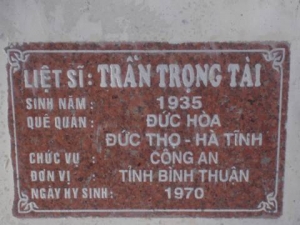 LIỆT SĨ : TRẦN TRỌNG TÀI
SINH NĂM : 1935
QUÊ QUÁN : ĐỨC HÒA
ĐỨC THỌ - HÀ TĨNH
CHỨC VỤ : CÔNG AN
ĐƠN VỊ : TỈNH BÌNH THUẬN
NGÀY HY SINH : 1970